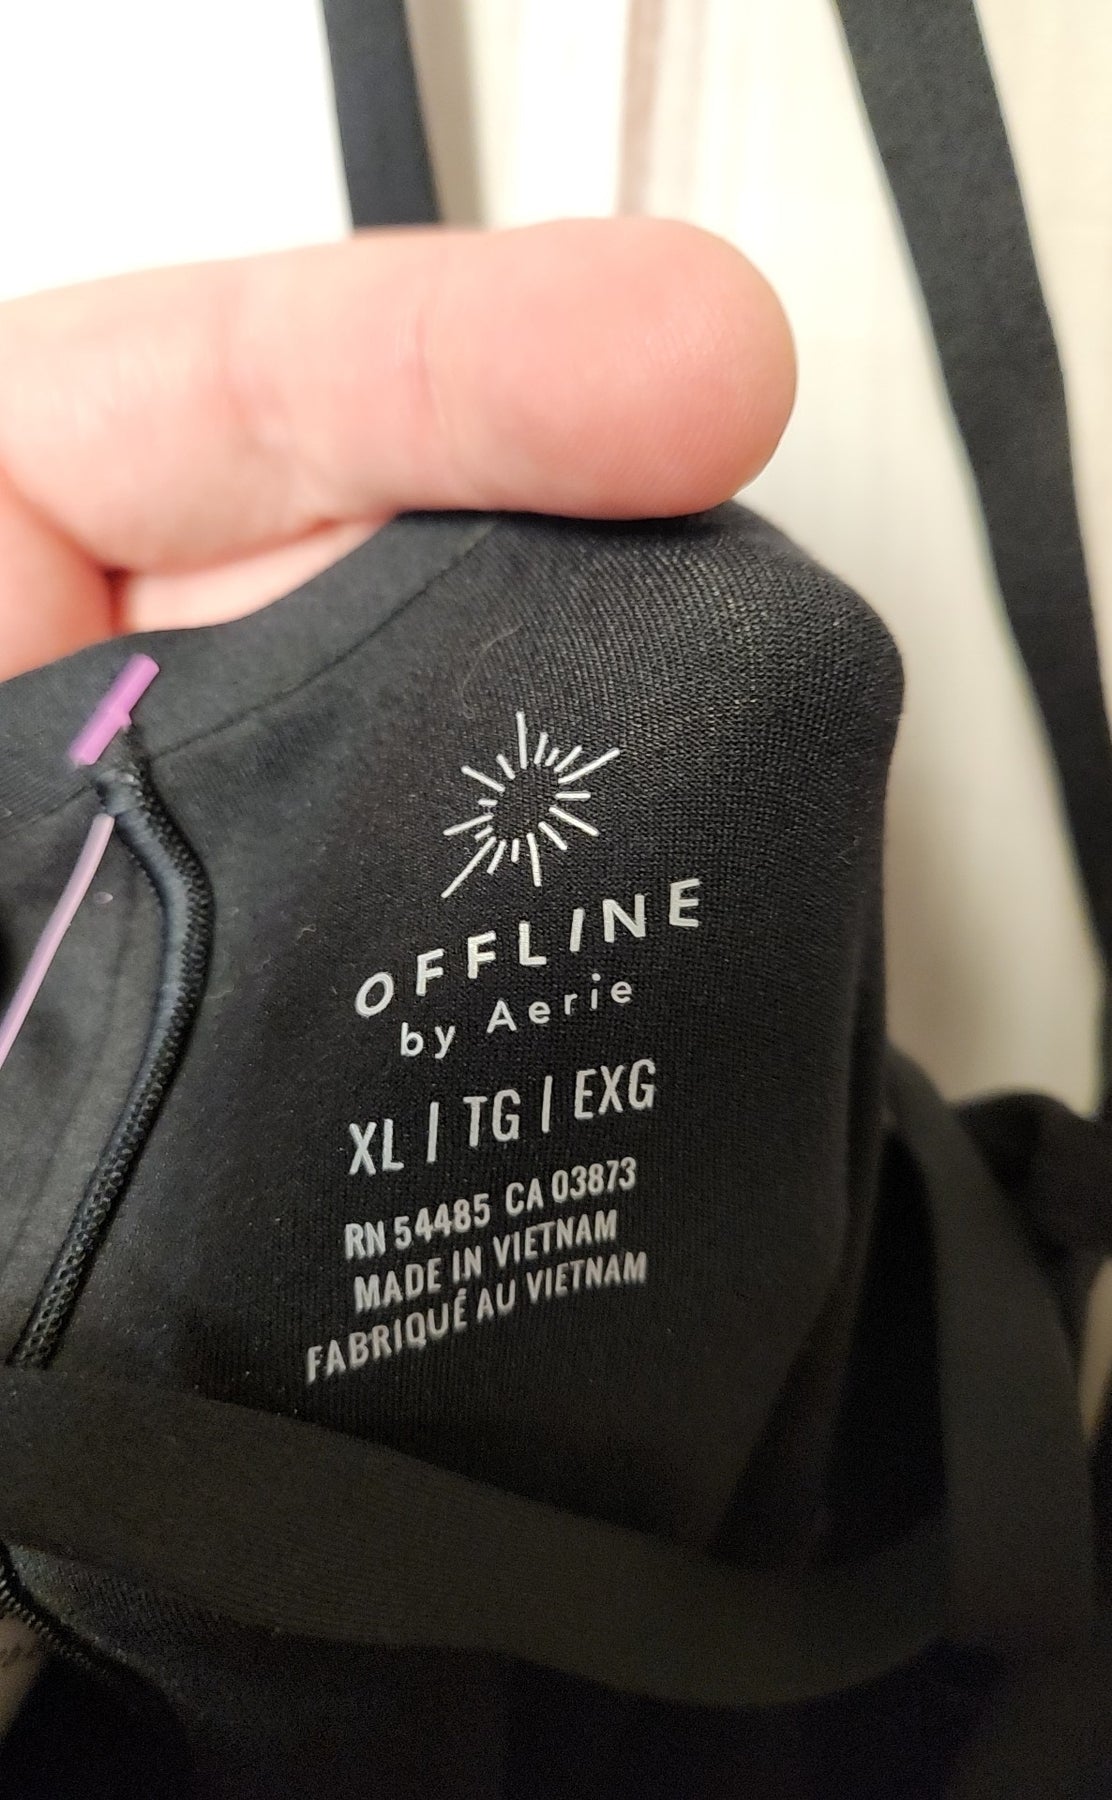 OFFLINE
by Aerie
XL | TG | EXG
RN 54485 CA 03873
MADE IN VIETNAM
FABRIQUÉ AU VIETNAM